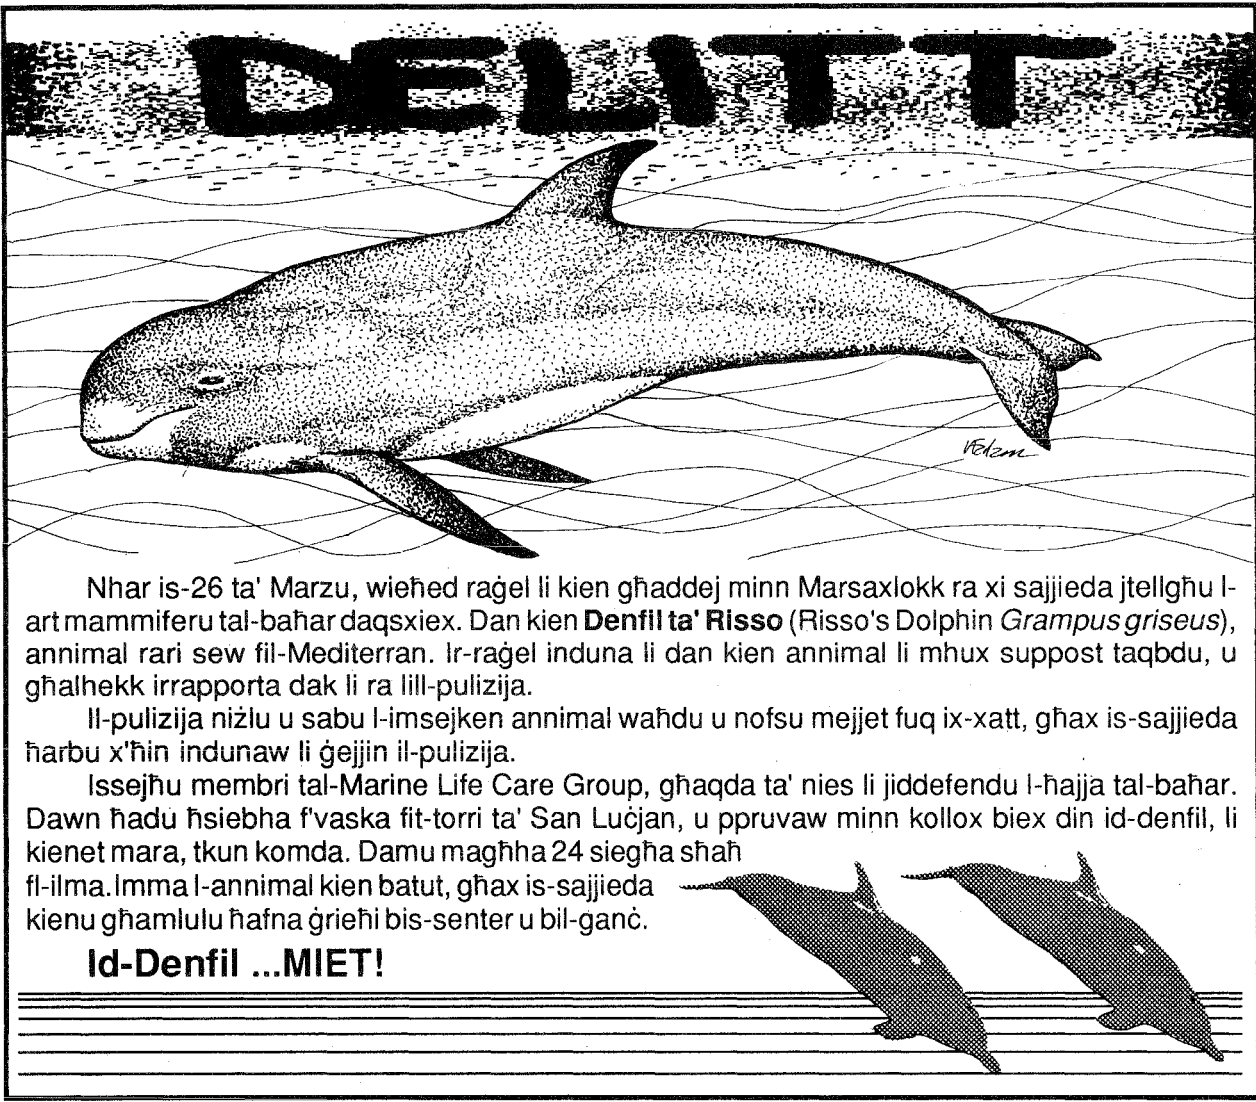 DELITT
Nhar is-26 ta' Marzu, wieħed raġel li kien għaddej minn Marsaxlokk ra xi sajjieda jtellgħu l-
art mammiferu tal-baħar daqsxiex. Dan kien Denfil ta' Risso (Risso's Dolphin Grampus griseus),
annimal rari sew fil-Mediterran. Ir-raġel induna li dan kien annimal li mhux suppost taqbdu, u
għalhekk irrapporta dak li ra lill-pulizija.
Il-pulizija niżlu u sabu l-imsejken annimal waħdu u nofsu mejjet fuq ix-xatt, għax is-sajjieda
ħarbu x'ħin indunaw li ġejjin il-pulizija.
Issejħu membri tal-Marine Life Care Group, għaqda ta' nies li jiddefendu l-ħajja tal-baħar.
Dawn ħadu ħsiebha f'vaska fit-torri ta' San Luċjan, u ppruvaw minn kollox biex din id-denfil, li
kienet mara, tkun komda. Damu magħha 24 siegħa sħaħ
fl-ilma. Imma l-annimal kien batut, għax is-sajjieda
kienu għamlulu ħafna ġrieħi bis-senter u bil-ganċ.
Id-Denfil ...MIET!